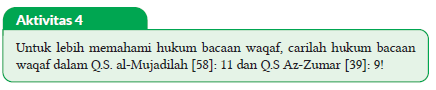 Aktivitas 4
Untuk lebih memahami hukum bacaan waqaf, carilah hukum bacaan
waqaf dalam Q.S. al-Mujadilah [58]: 11 dan Q.S Az-Zumar [39]: 9!